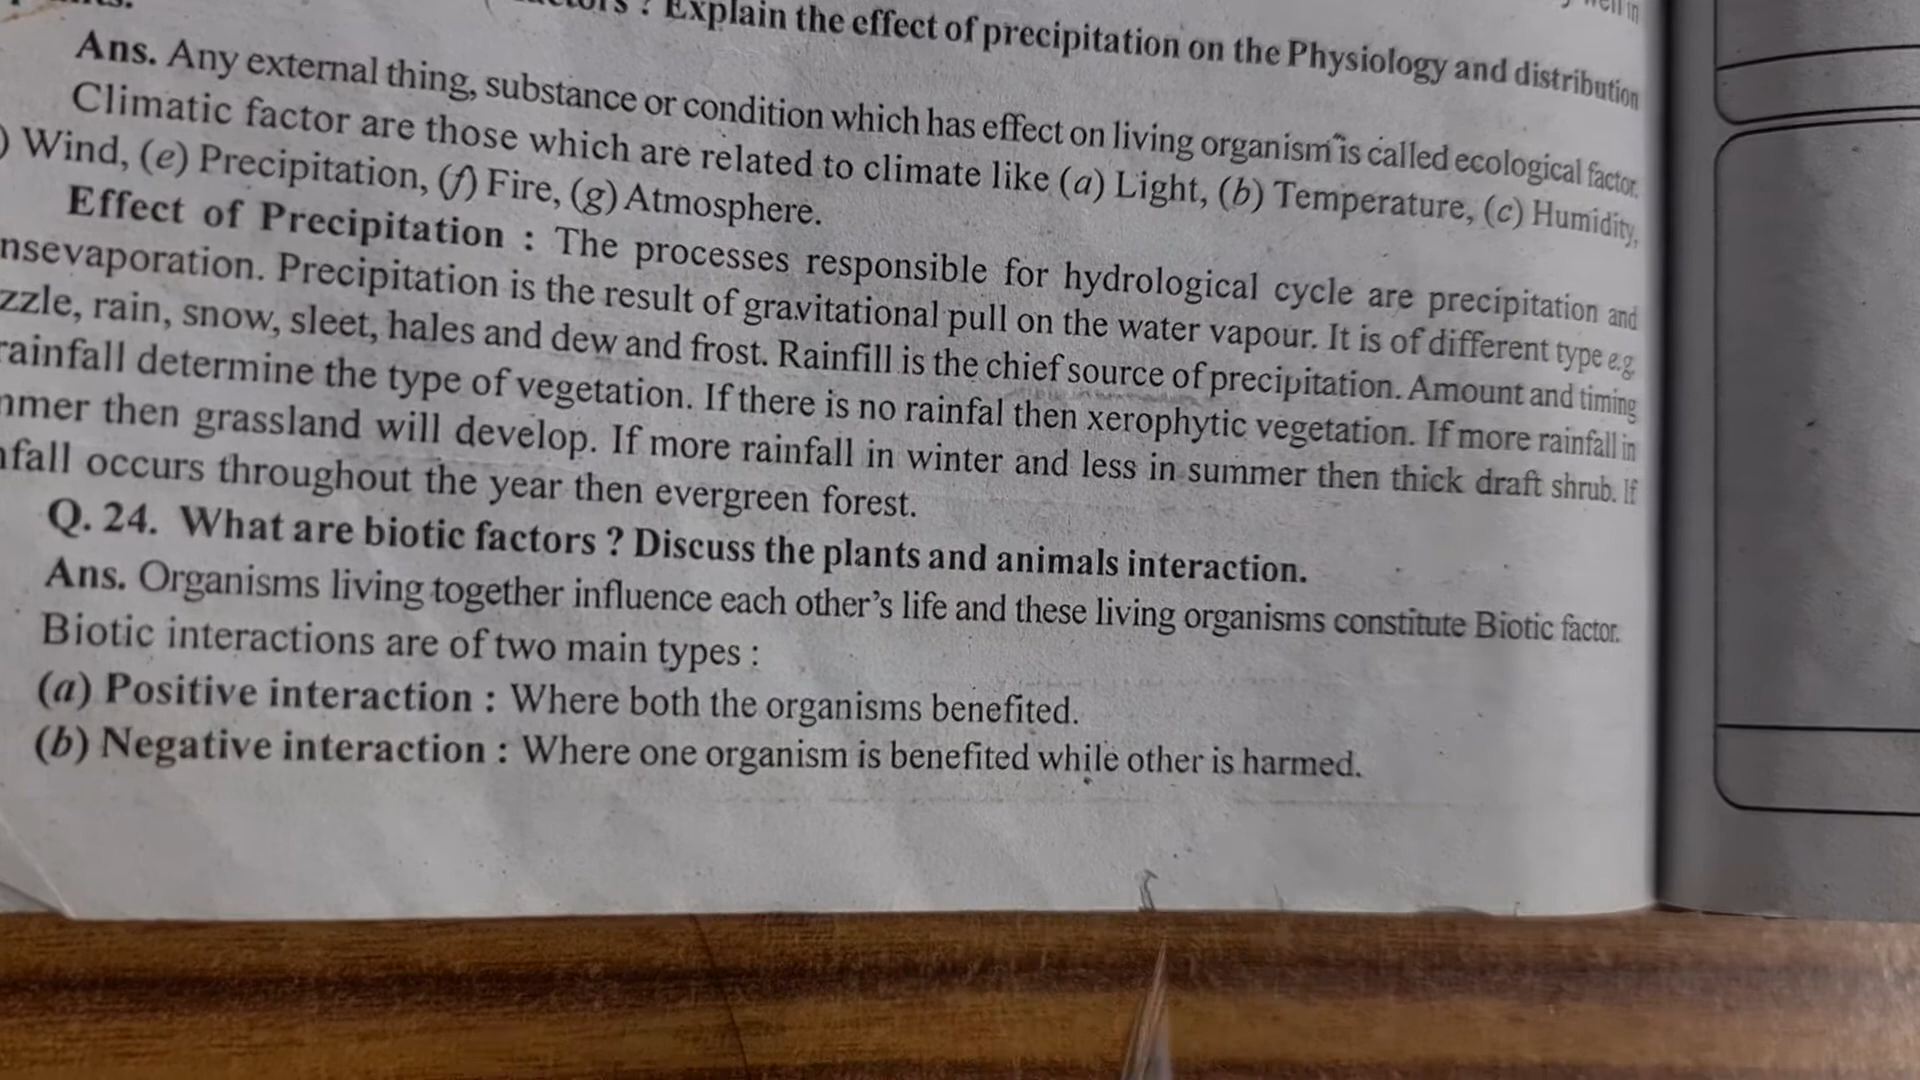 Explain the effect of precipitation on the Physiology and distribution
Ans. Any external thing, substance or condition which has effect on living organism is called ecological factor.
Climatic factor are those which are related to climate like (a) Light, (b) Temperature, (c) Humidity,
) Wind, (e) Precipitation, (f) Fire, (g) Atmosphere.
Effect of Precipitation : The processes responsible for hydrological cycle are precipitation and
nsevaporation. Precipitation is the result of gravitational pull on the water vapour. It is of different type e.g.
zzle, rain, snow, sleet, hales and dew and frost. Rainfill is the chief source of precipitation. Amount and timing
rainfall determine the type of vegetation. If there is no rainfal then xerophytic vegetation. If more rainfall in
mmer then grassland will develop. If more rainfall in winter and less in summer then thick draft shrub. If
nfall occurs throughout the year then evergreen forest.
Q. 24. What are biotic factors ? Discuss the plants and animals interaction.
Ans. Organisms living together influence each other's life and these living organisms constitute Biotic factor.
Biotic interactions are of two main types :
(a) Positive interaction : Where both the organisms benefited.
(b) Negative interaction : Where one organism is benefited while other is harmed.